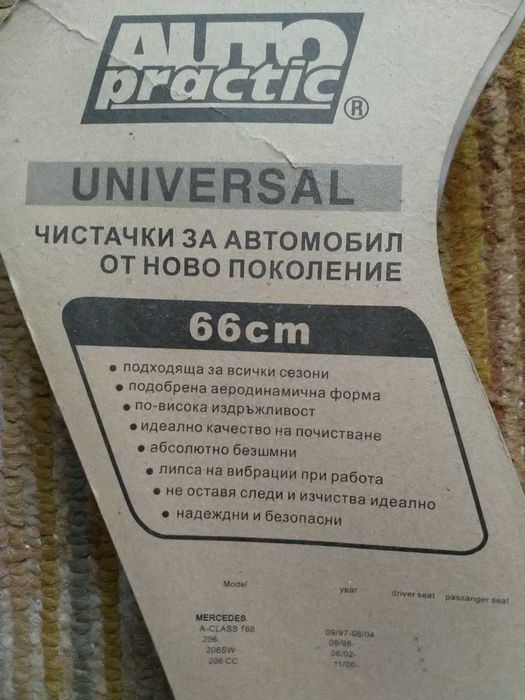 AUTO
practic®
UNIVERSAL
ЧИСТАЧКИ ЗА АВТОМОБИЛ
ОТ НОВО ПОКОЛЕНИЕ
66cm
• подходяща за всички сезони
• подобрена аеродинамична форма
• по-висока издръжливост
• идеално качество на почистване
• абсолютно безшмни
• липса на вибрации при работа
• не оставя следи и изчиства идеално
• надеждни и безопасни
Model year driver seat passanger seat
MERCEDES
A-CLASS 168 09/97-08/04 ×
206 09/98- ×
206SW 06/02- ×
206 CC 11/00- ×